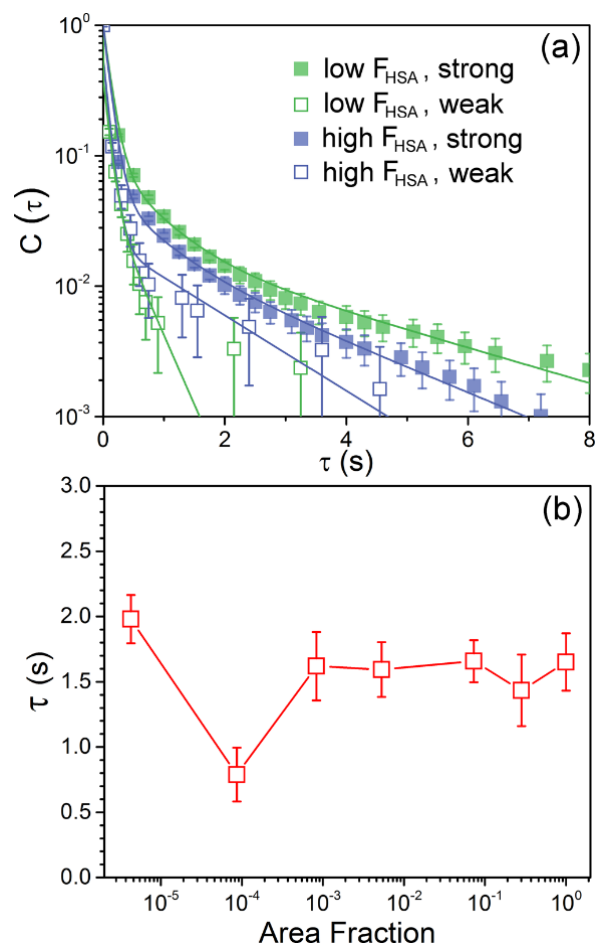 (a)
low F_HSA, strong
low F_HSA, weak
high F_HSA, strong
high F_HSA, weak
C (τ)
10^0
10^-1
10^-2
10^-3
0 2 4 6 8
τ (s)
(b)
τ (s)
3.0
2.5
2.0
1.5
1.0
0.5
0.0
10^-5 10^-4 10^-3 10^-2 10^-1 10^0
Area Fraction